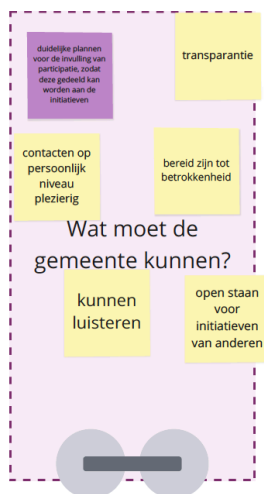 duidelijke plannen
voor de invulling van
participatie, zodat
deze gedeeld kan
worden aan de
initiatieven
transparantie
contacten op
persoonlijk
niveau
plezierig
bereid zijn tot
betrokkenheid
Wat moet de
gemeente kunnen?
kunnen
luisteren
open staan
voor
initiatieven
van anderen